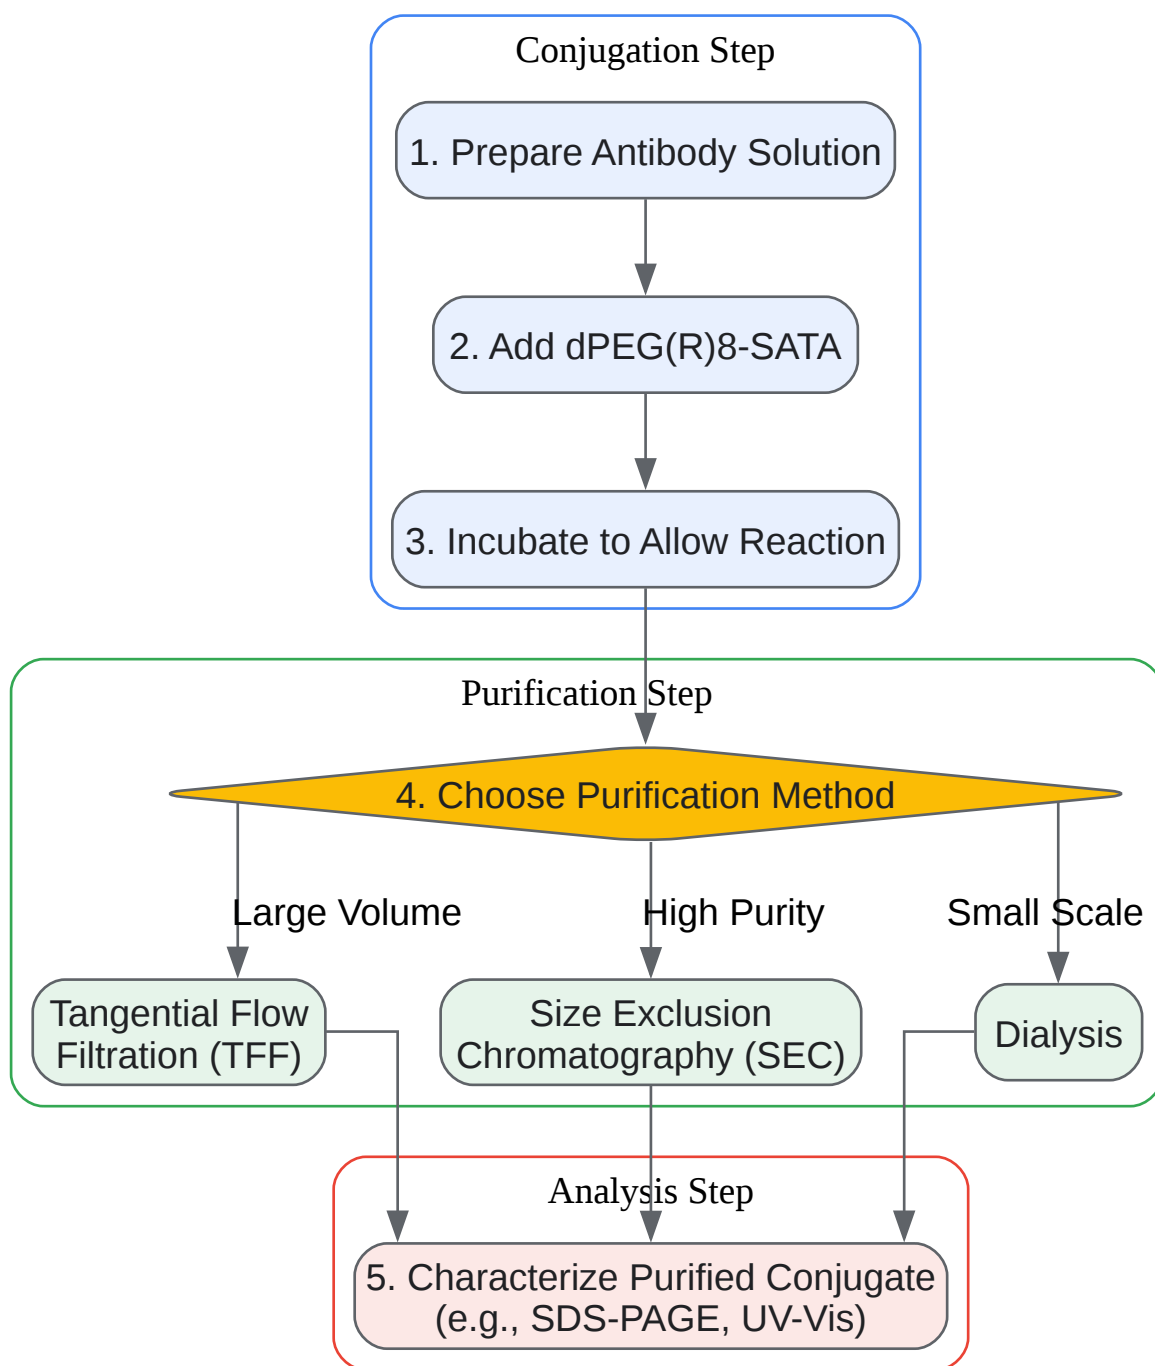 Conjugation Step
1. Prepare Antibody Solution
2. Add dPEG(R)8-SATA
3. Incubate to Allow Reaction
Purification Step
4. Choose Purification Method
Large Volume
High Purity
Small Scale
Tangential Flow
Filtration (TFF)
Size Exclusion
Chromatography (SEC)
Dialysis
Analysis Step
5. Characterize Purified Conjugate
(e.g., SDS-PAGE, UV-Vis)